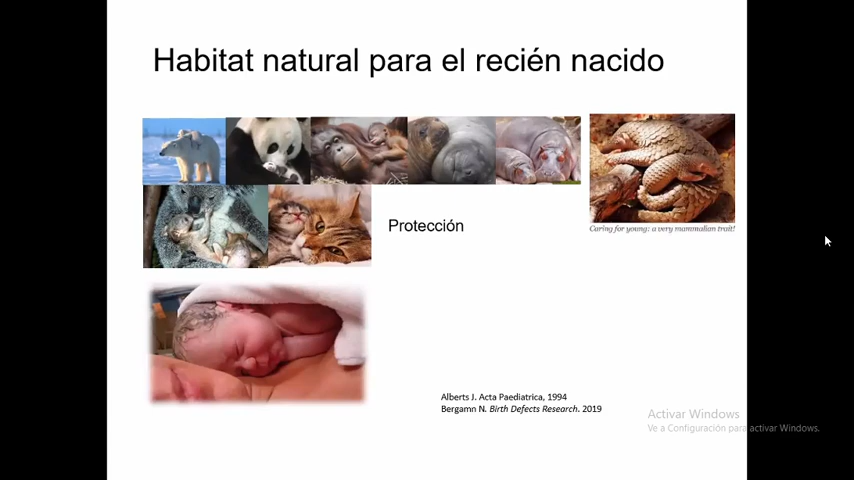 Habitat natural para el recién nacido
Caring for young: a very mammalian trait!
Protección
Alberts J. Acta Paediatrica, 1994
Bergamn N. Birth Defects Research. 2019
Activar Windows
Ve a Configuración para activar Windows.